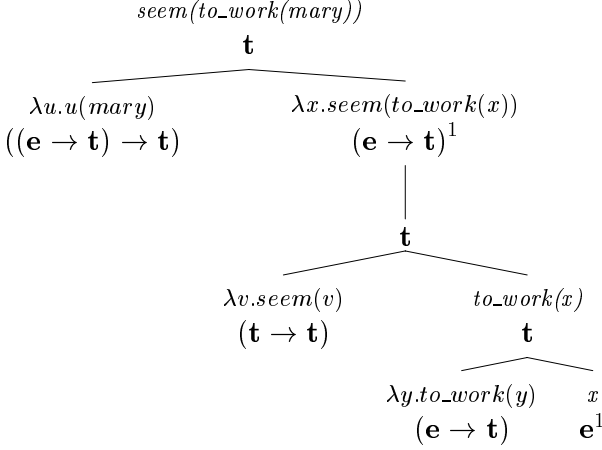 seem(to_work(mary))
t
λu.u(mary) λx.seem(to_work(x))
((e → t) → t) (e → t)¹
t
λv.seem(v) to_work(x)
(t → t) t
λy.to_work(y) x
(e → t) e¹